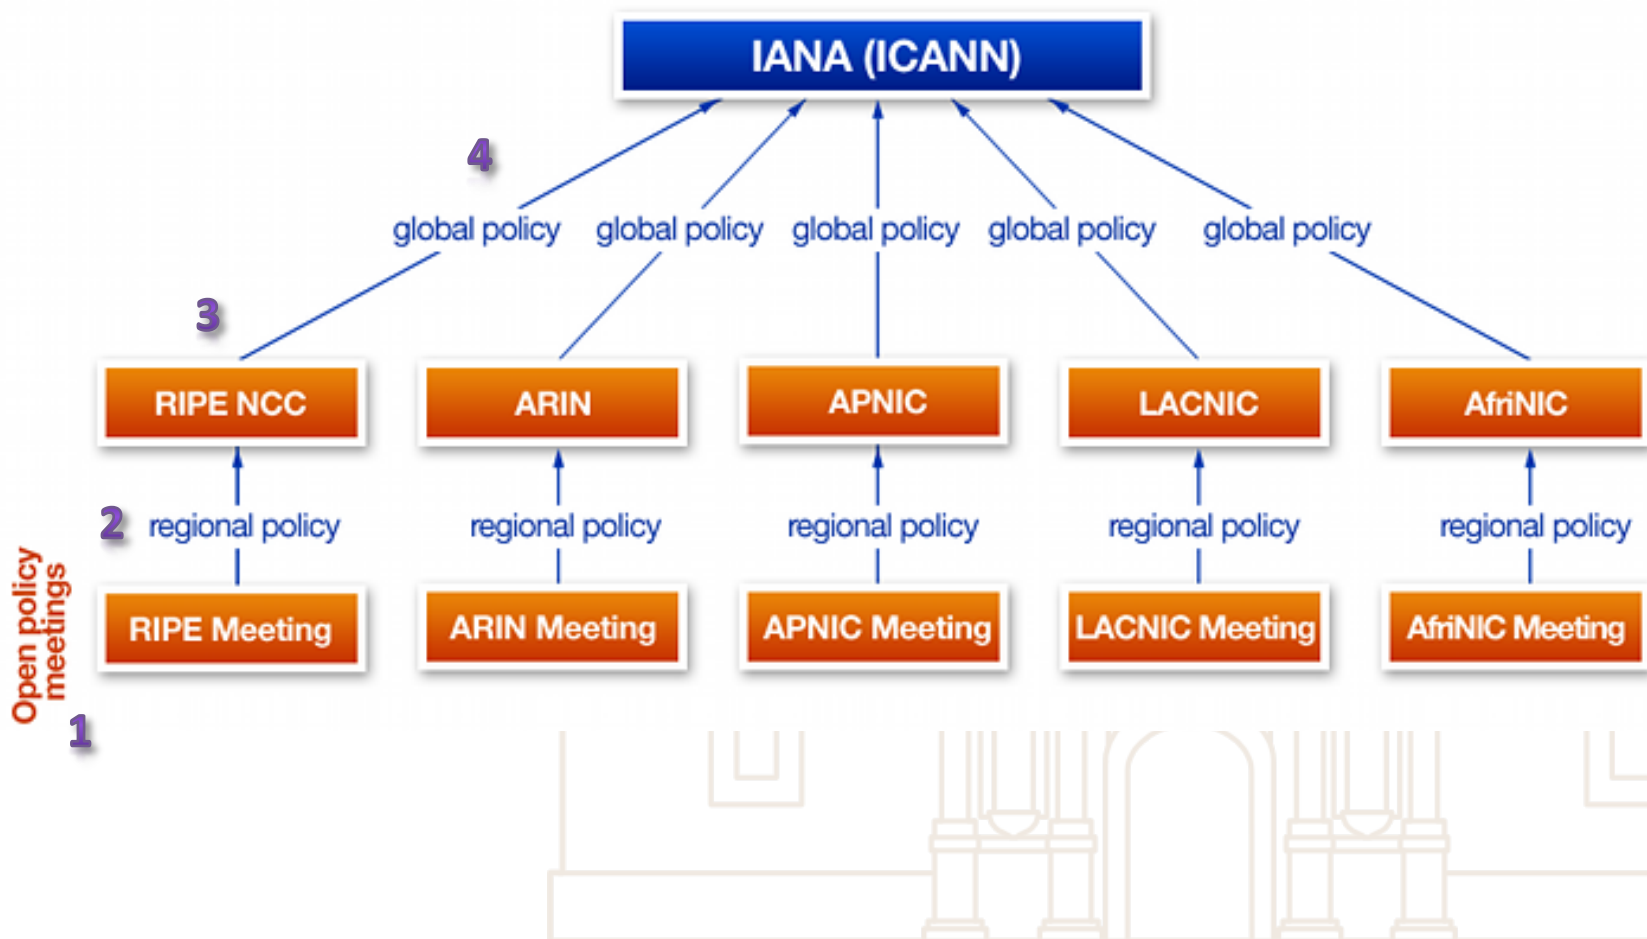 IANA (ICANN)
4
global policy global policy global policy global policy global policy
3
RIPE NCC ARIN APNIC LACNIC AfriNIC
2 regional policy regional policy regional policy regional policy regional policy
Open policy
meetings
RIPE Meeting ARIN Meeting APNIC Meeting LACNIC Meeting AfriNIC Meeting
1